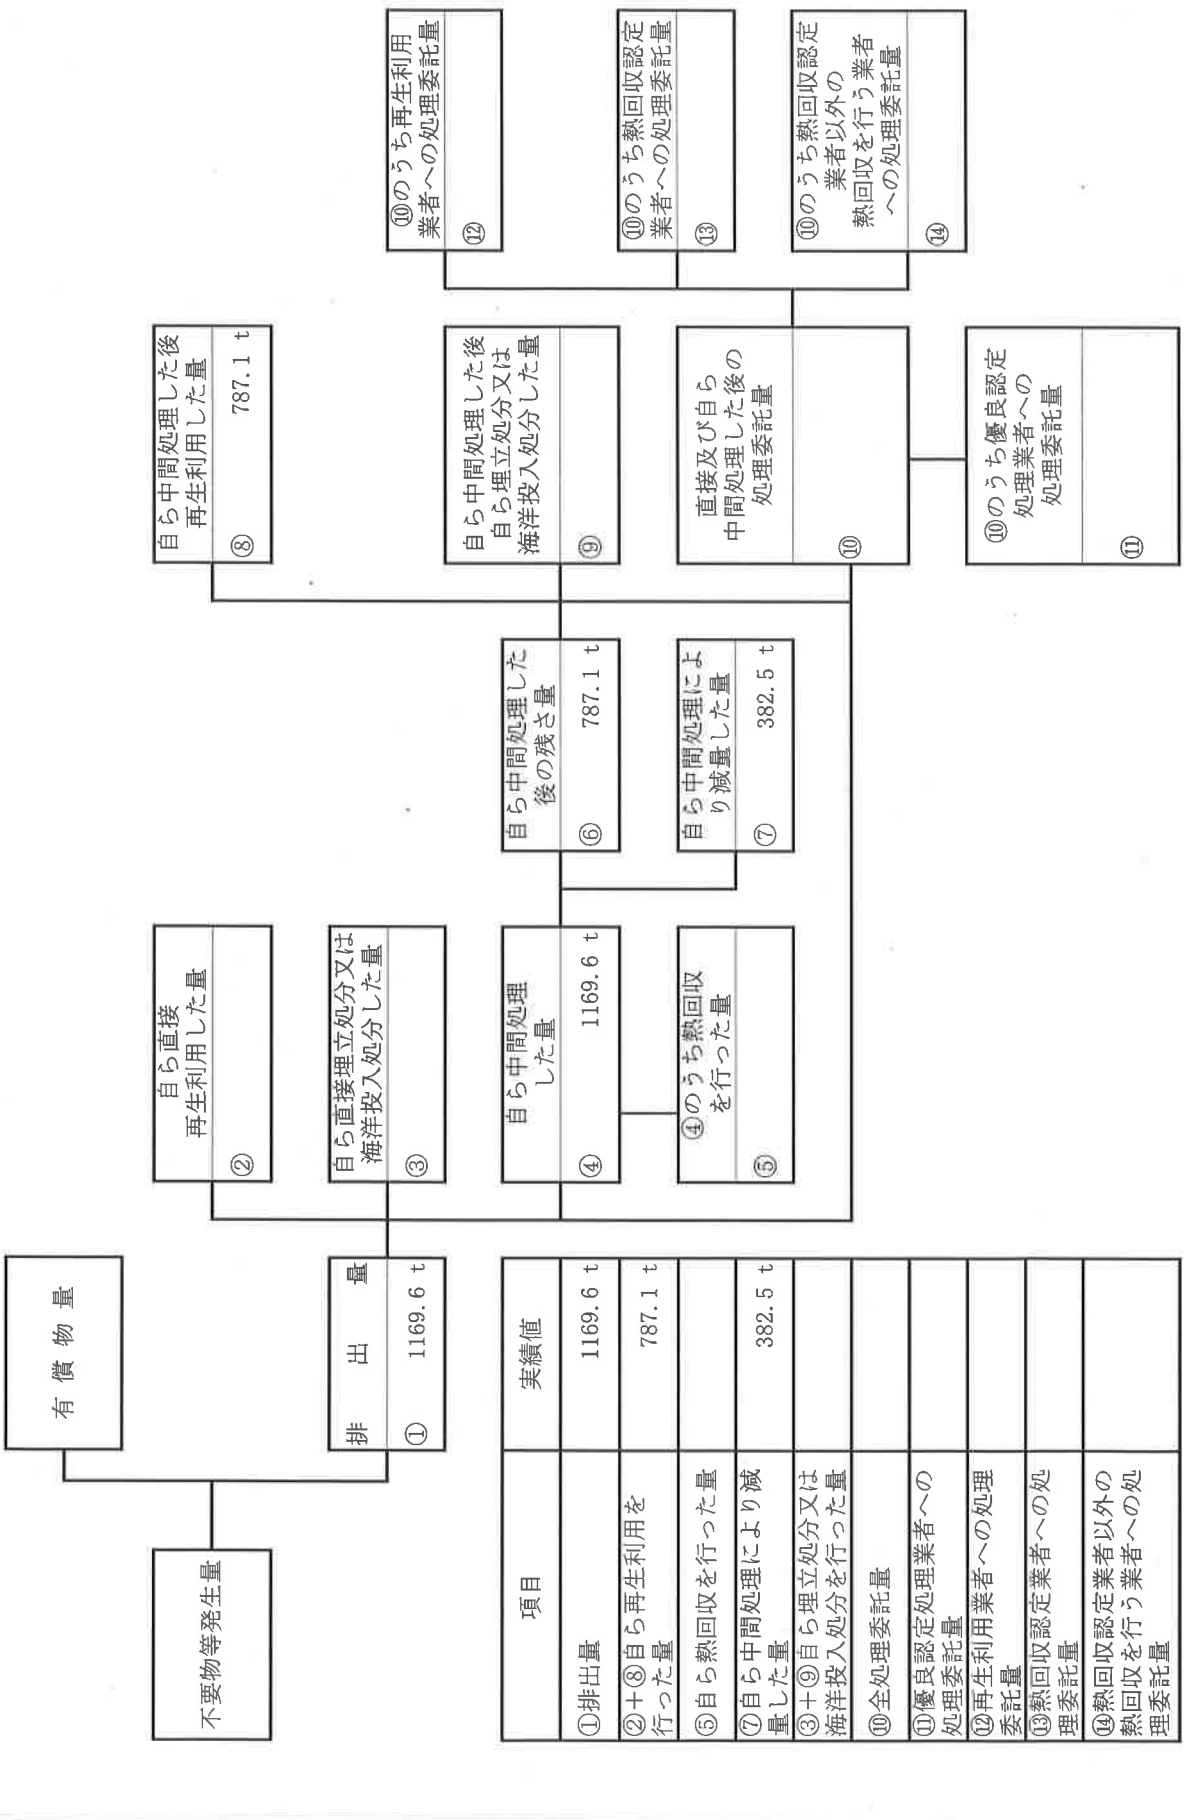 不要物等発生量
有償物量
排出量
① 1169.6 t
自ら直接
再生利用した量
②
自ら直接埋立処分又は
海洋投入処分した量
③
自ら中間処理
した量
④ 1169.6 t
④のうち熱回収
を行った量
⑤
自ら中間処理した
後の残さ量
⑥ 787.1 t
自ら中間処理によ
り減量した量
⑦ 382.5 t
自ら中間処理した後
再生利用した量
⑧ 787.1 t
自ら中間処理した後
自ら埋立処分又は
海洋投入処分した量
⑨
直接及び自ら
中間処理した後の
処理委託量
⑩
⑩のうち優良認定
処理業者への
処理委託量
⑪
⑩のうち再生利用
業者への処理委託量
⑫
⑩のうち熱回収認定
業者への処理委託量
⑬
⑩のうち熱回収認定
業者以外の
熱回収を行う業者
への処理委託量
⑭
項目 実績値
①排出量 1169.6 t
②+⑧自ら再生利用を
行った量 787.1 t
⑤自ら熱回収を行った量
⑦自ら中間処理により減
量した量 382.5 t
③+⑨自ら埋立処分又は
海洋投入処分を行った量
⑩全処理委託量
⑪優良認定処理業者への
処理委託量
⑫再生利用業者への処理
委託量
⑬熱回収認定業者への処
理委託量
⑭熱回収認定業者以外の
熱回収を行う業者への処
理委託量